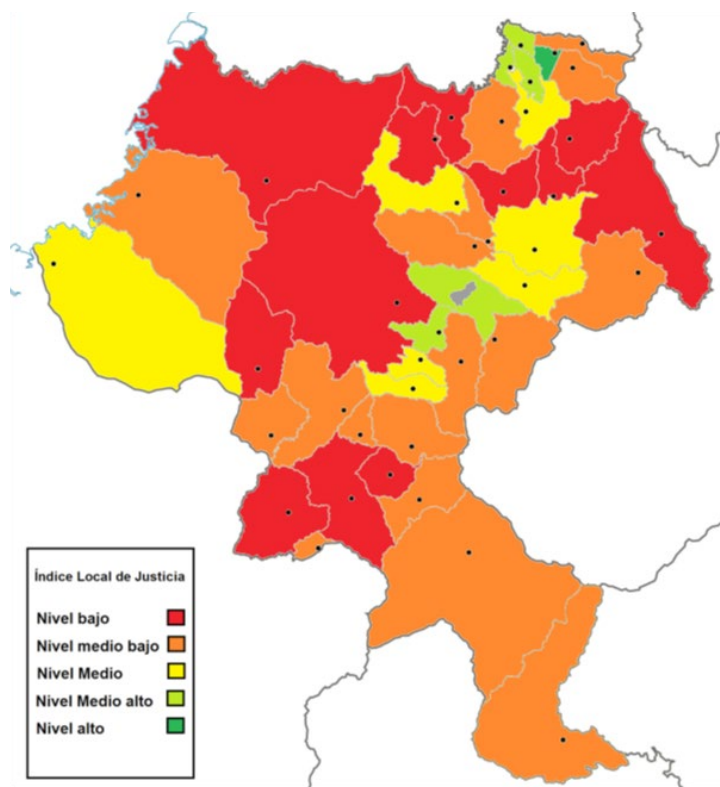 Índice Local de Justicia
Nivel bajo
Nivel medio bajo
Nivel Medio
Nivel Medio alto
Nivel alto